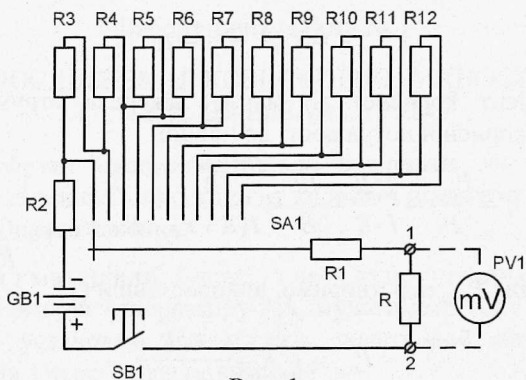 R3 R4 R5 R6 R7 R8 R9 R10 R11 R12
R2
SA1
1
R1
PV1
GB1
-
R
mV
+
2
SB1